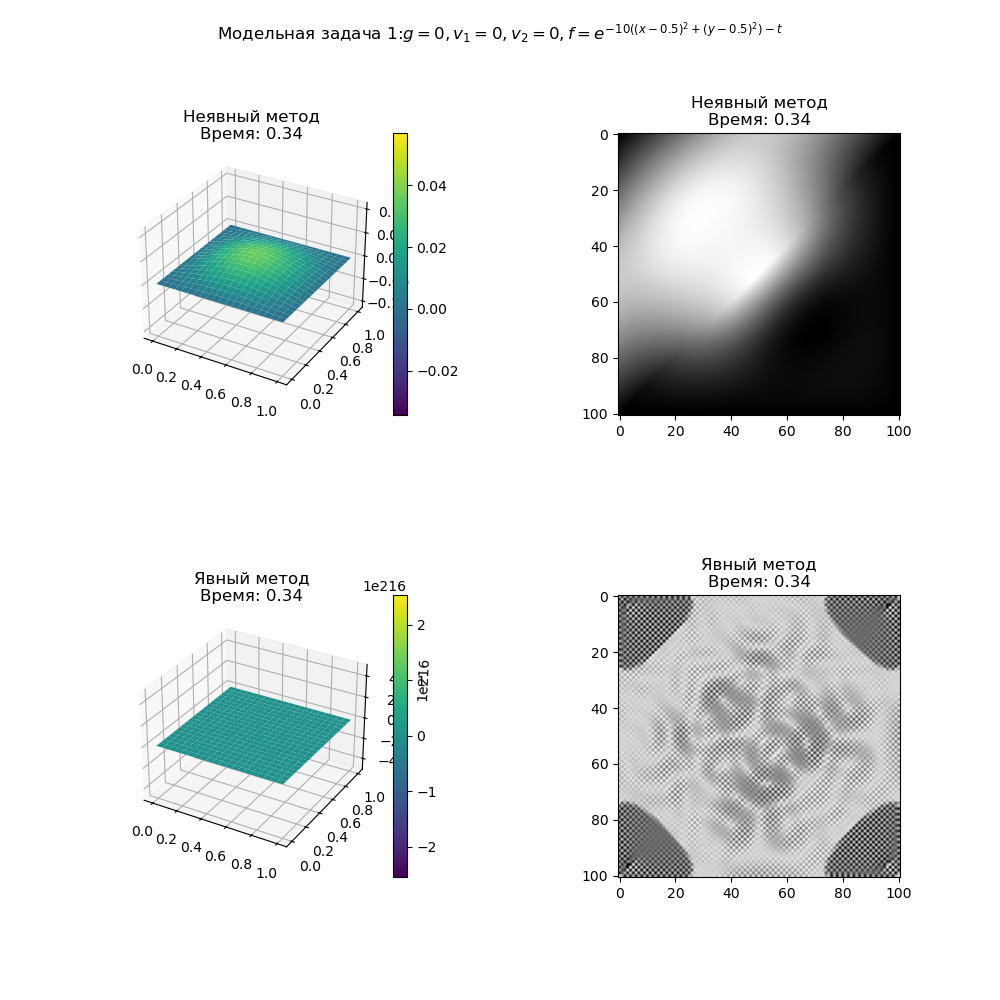 Модельная задача 1:g = 0, v₁ = 0, v₂ = 0, f = e^{−10((x−0.5)²+(y−0.5)²)−t}
Неявный метод
Время: 0.34
0.04
0.02
0.00
−0.02
0.0 0.2 0.4 0.6 0.8 1.0
0.0 0.2 0.4 0.6 0.8 1.0
Неявный метод
Время: 0.34
0
20
40
60
80
100
0 20 40 60 80 100
Явный метод
Время: 0.34
1e216
2
1
0
−1
−2
1e216
0.0 0.2 0.4 0.6 0.8 1.0
0.0 0.2 0.4 0.6 0.8 1.0
Явный метод
Время: 0.34
0
20
40
60
80
100
0 20 40 60 80 100